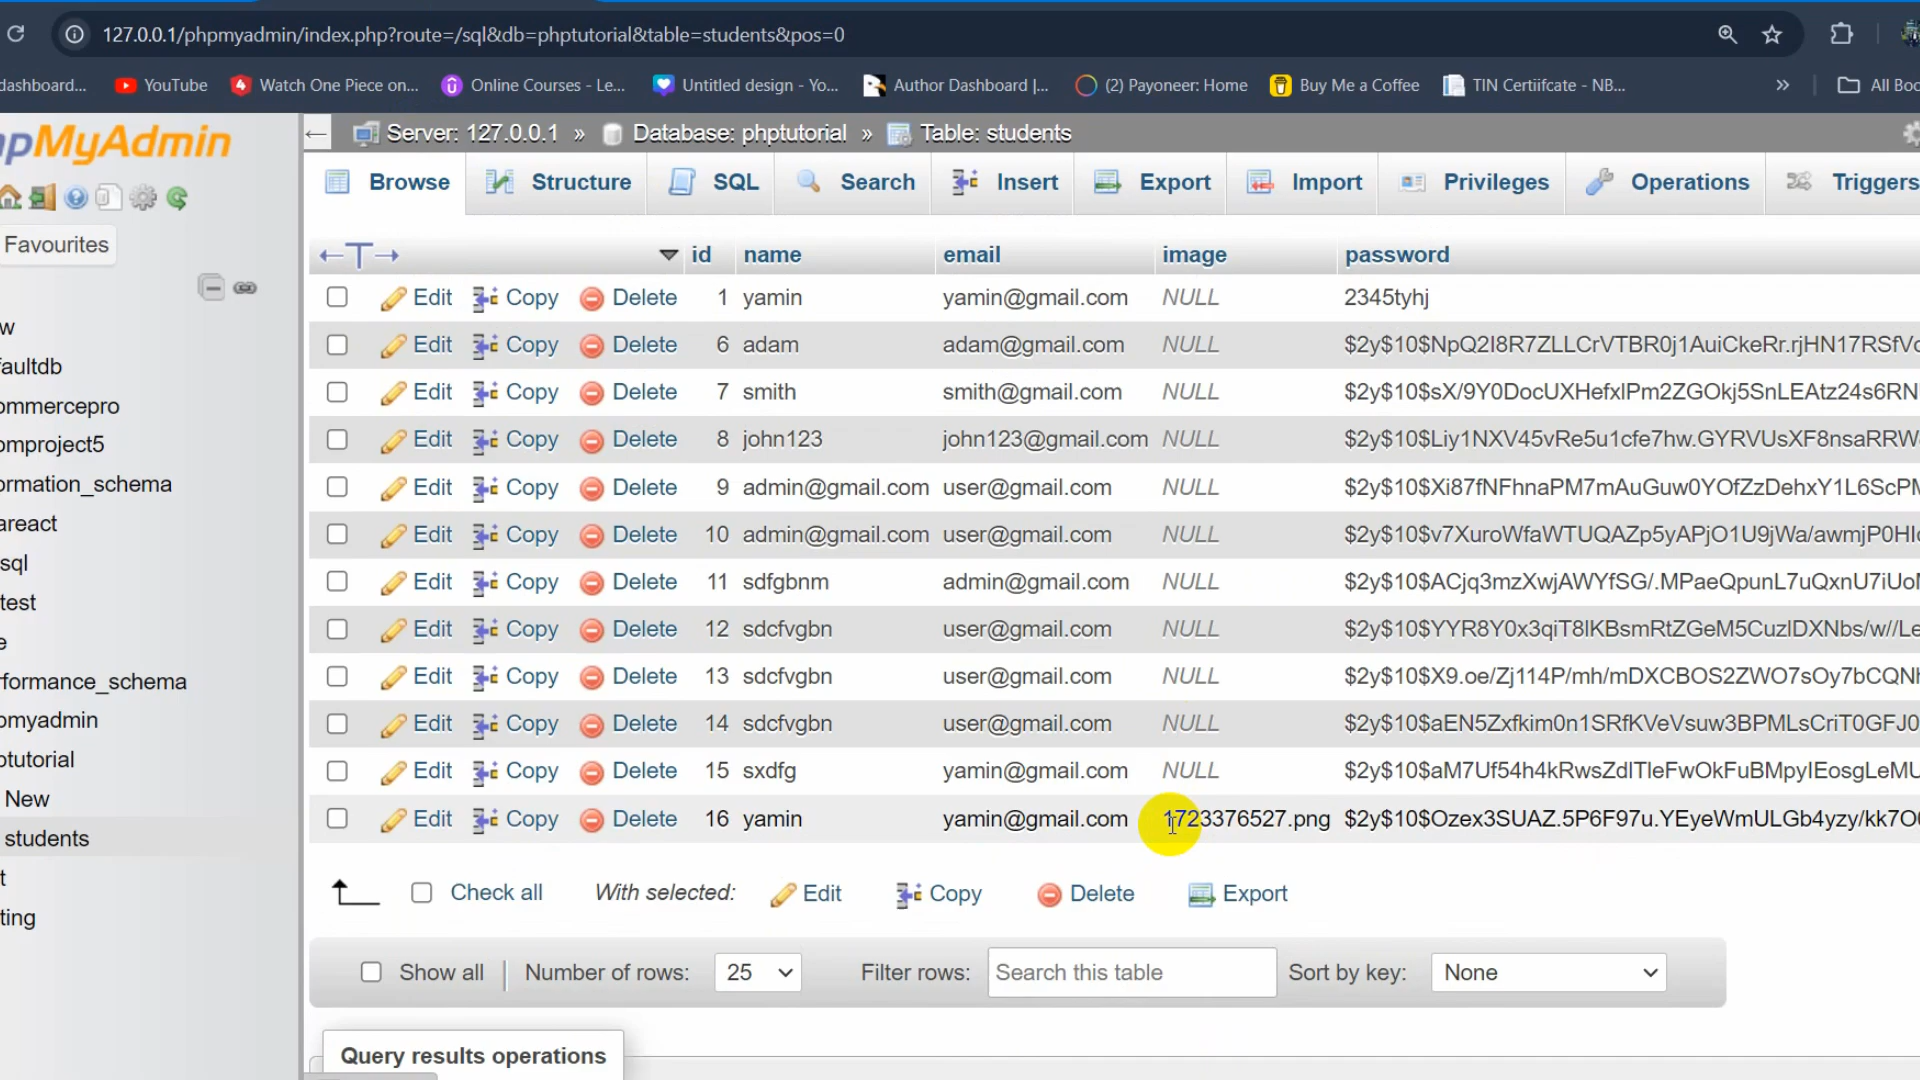 127.0.0.1/phpmyadmin/index.php?route=/sql&db=phptutorial&table=students&pos=0
dashboard... YouTube Watch One Piece on... Online Courses - Le... Untitled design - Yo... Author Dashboard |... (2) Payoneer: Home Buy Me a Coffee TIN Certiifcate - NB... » All Boo
hpMyAdmin
Favourites
w
faultdb
ommercepro
omproject5
ormation_schema
areact
sql
test
e
rformance_schema
pmyadmin
ptutorial
New
students
t
ting
Server: 127.0.0.1 » Database: phptutorial » Table: students
Browse Structure SQL Search Insert Export Import Privileges Operations Triggers
id name email image password
Edit Copy Delete 1 yamin yamin@gmail.com NULL 2345tyhj
Edit Copy Delete 6 adam adam@gmail.com NULL $2y$10$NpQ2I8R7ZLLCrVTBR0j1AuiCkeRr.rjHN17RSfVc
Edit Copy Delete 7 smith smith@gmail.com NULL $2y$10$sX/9Y0DocUXHefxlPm2ZGOkj5SnLEAtz24s6RN
Edit Copy Delete 8 john123 john123@gmail.com NULL $2y$10$Liy1NXV45vRe5u1cfe7hw.GYRVUsXF8nsaRRW
Edit Copy Delete 9 admin@gmail.com user@gmail.com NULL $2y$10$Xi87fNFhnaPM7mAuGuw0YOfZzDehxY1L6ScPM
Edit Copy Delete 10 admin@gmail.com user@gmail.com NULL $2y$10$v7XuroWfaWTUQAZp5yAPjO1U9jWa/awmjP0HIc
Edit Copy Delete 11 sdfgbnm admin@gmail.com NULL $2y$10$ACjq3mzXwjAWYfSG/.MPaeQpunL7uQxnU7iUoM
Edit Copy Delete 12 sdcfvgbn user@gmail.com NULL $2y$10$YYR8Y0x3qiT8lKBsmRtZGeM5CuzlDXNbs/w//Le
Edit Copy Delete 13 sdcfvgbn user@gmail.com NULL $2y$10$X9.oe/Zj114P/mh/mDXCBOS2ZWO7sOy7bCQNh
Edit Copy Delete 14 sdcfvgbn user@gmail.com NULL $2y$10$aEN5Zxfkim0n1SRfKVeVsuw3BPMLsCriT0GFJ0
Edit Copy Delete 15 sxdfg yamin@gmail.com NULL $2y$10$aM7Uf54h4kRwsZdlTleFwOkFuBMpylEosgLeMU
Edit Copy Delete 16 yamin yamin@gmail.com 1723376527.png $2y$10$Ozex3SUAZ.5P6F97u.YEyeWmULGb4yzy/kk7O
Check all With selected: Edit Copy Delete Export
Show all Number of rows: 25 Filter rows: Search this table Sort by key: None
Query results operations